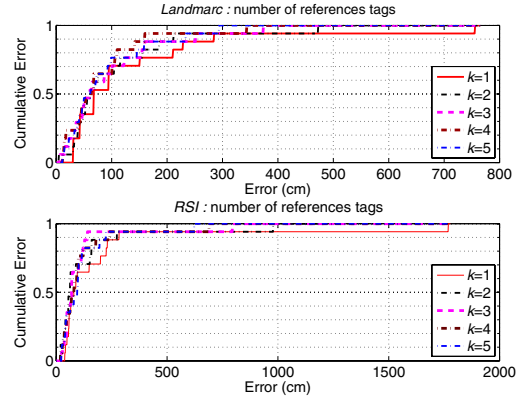 Landmarc : number of references tags
1
0.5
0
Cumulative Error
k=1
k=2
k=3
k=4
k=5
0 100 200 300 400 500 600 700 800
Error (cm)
RSI : number of references tags
1
0.5
0
Cumulative Error
k=1
k=2
k=3
k=4
k=5
0 500 1000 1500 2000
Error (cm)